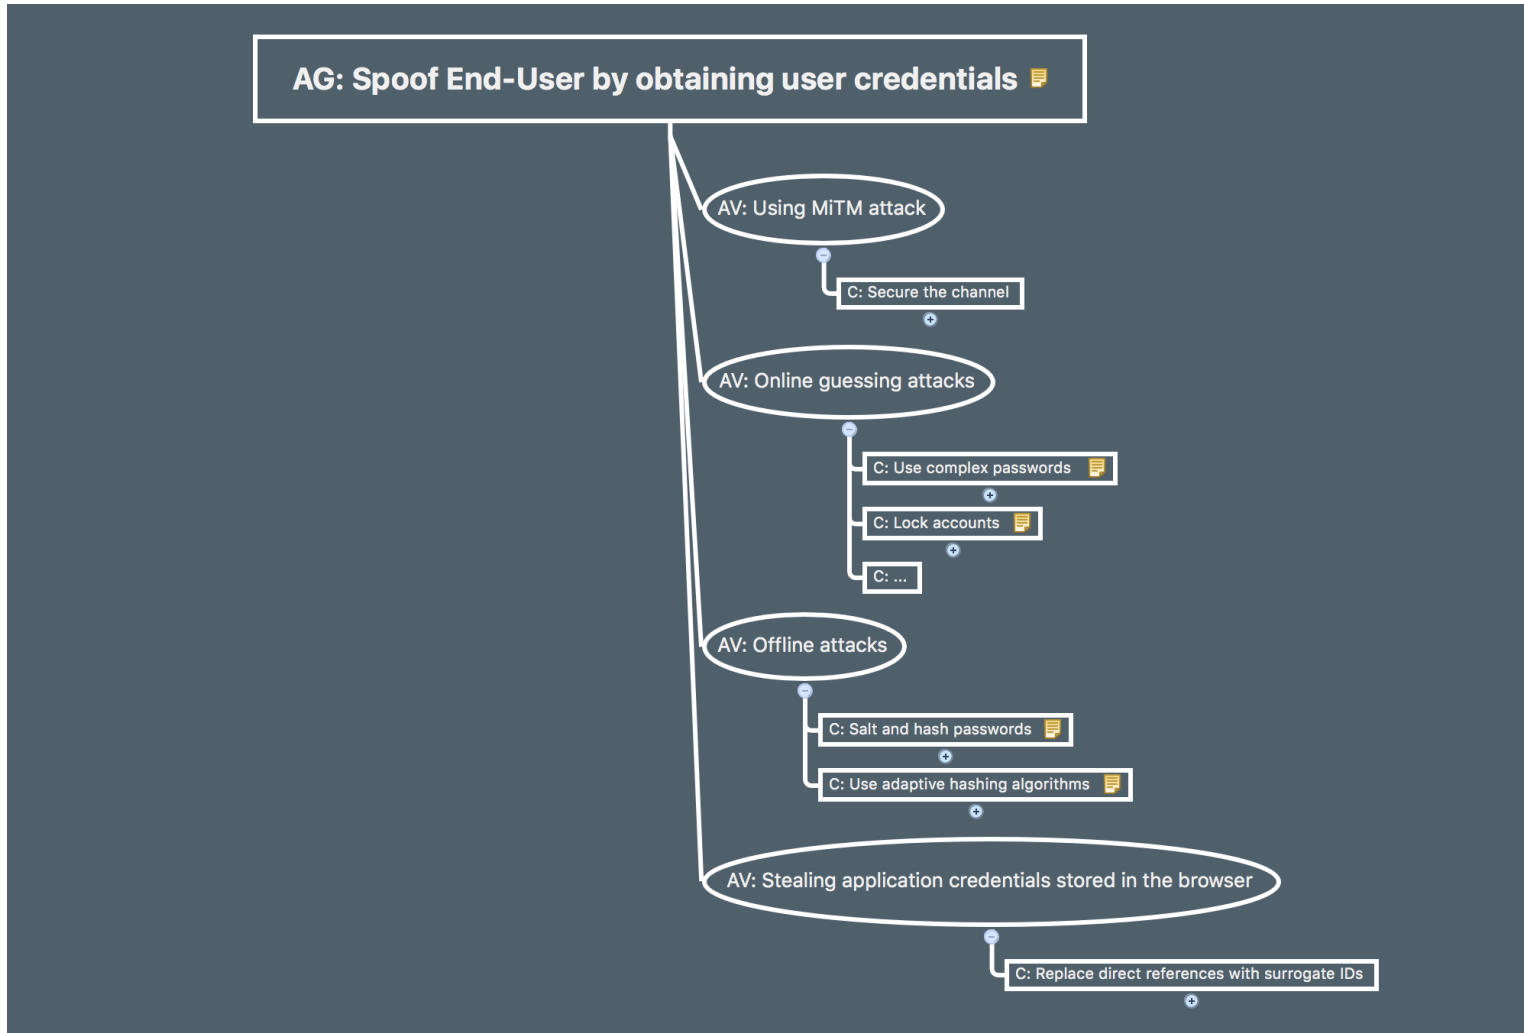 AG: Spoof End-User by obtaining user credentials
AV: Using MiTM attack
C: Secure the channel
AV: Online guessing attacks
C: Use complex passwords
C: Lock accounts
C: ...
AV: Offline attacks
C: Salt and hash passwords
C: Use adaptive hashing algorithms
AV: Stealing application credentials stored in the browser
C: Replace direct references with surrogate IDs